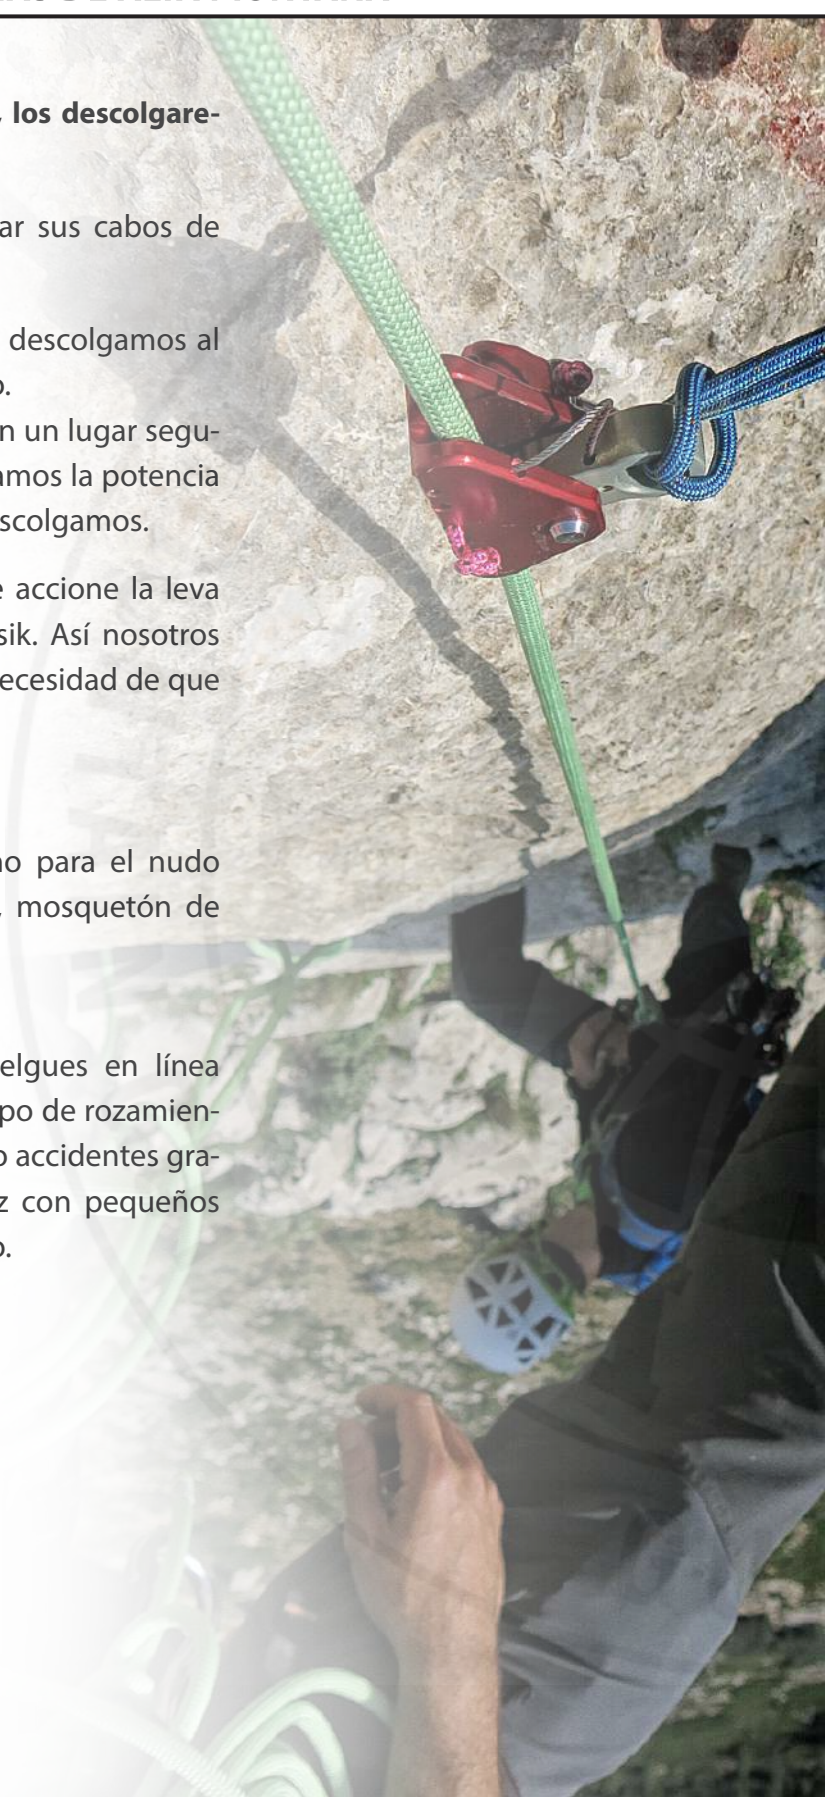 los descolgare-
ar sus cabos de
descolgamos al
o.
n un lugar segu-
amos la potencia
scolgamos.
e accione la leva
sik. Así nosotros
ecesidad de que
no para el nudo
, mosquetón de
elgues en línea
po de rozamien-
o accidentes gra-
z con pequeños
o.